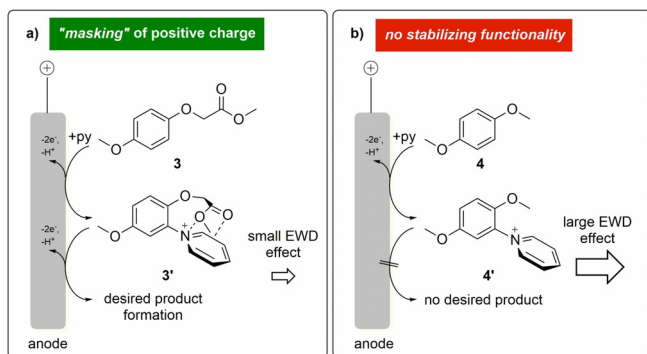 a)
"masking" of positive charge
+
-2e⁻,
-H⁺
+py
O
O
O
O
3
-2e⁻,
-H⁺
O
O
O
O
N
+
3'
small EWD
effect
desired product
formation
anode
b)
no stabilizing functionality
+
-2e⁻,
-H⁺
+py
O
O
4
O
O
N
+
4'
large EWD
effect
no desired product
anode